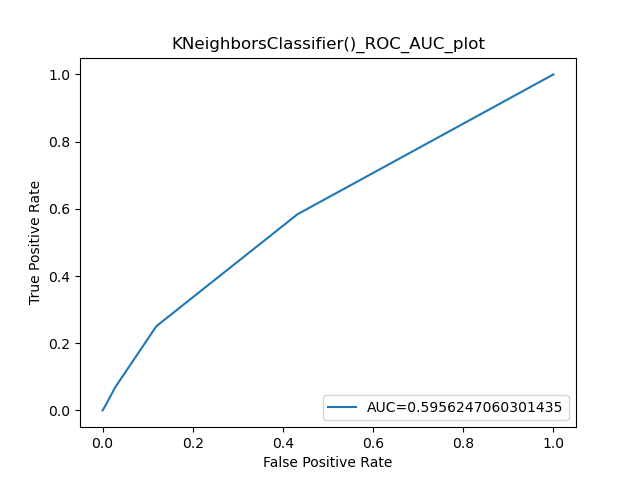 KNeighborsClassifier()_ROC_AUC_plot
1.0
0.8
0.6
0.4
0.2
0.0
True Positive Rate
AUC=0.5956247060301435
0.0 0.2 0.4 0.6 0.8 1.0
False Positive Rate